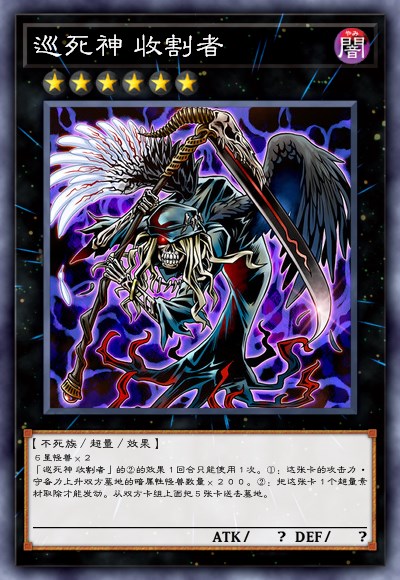 巡死神 收割者
やみ
闇
【不死族／超量／效果】
６星怪兽×２
「巡死神 收割者」的②的效果１回合只能使用１次。①：这张卡的攻击力・
守备力上升双方墓地的暗属性怪兽数量×２００。②：把这张卡１个超量素
材取除才能发动。从双方卡组上面把５张卡送去墓地。
ATK／ ? DEF／ ?